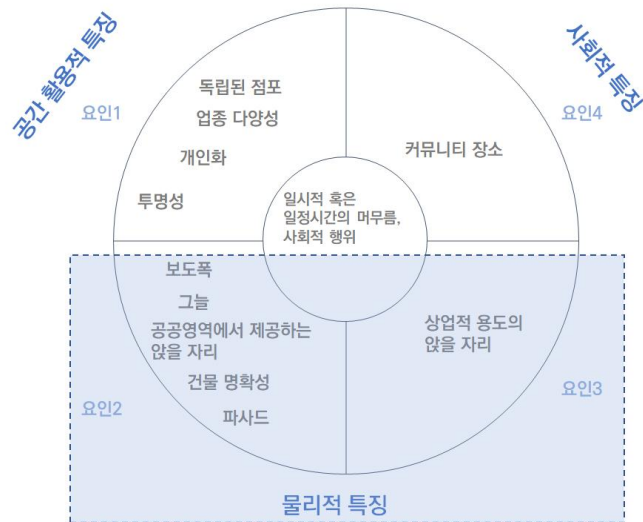 공간 활용적 특징
사회적 특징
요인1
독립된 점포
업종 다양성
개인화
투명성
요인4
커뮤니티 장소
일시적 혹은
일정시간의 머무름,
사회적 행위
보도폭
그늘
공공영역에서 제공하는
앉을 자리
건물 명확성
파사드
요인2
상업적 용도의
앉을 자리
요인3
물리적 특징